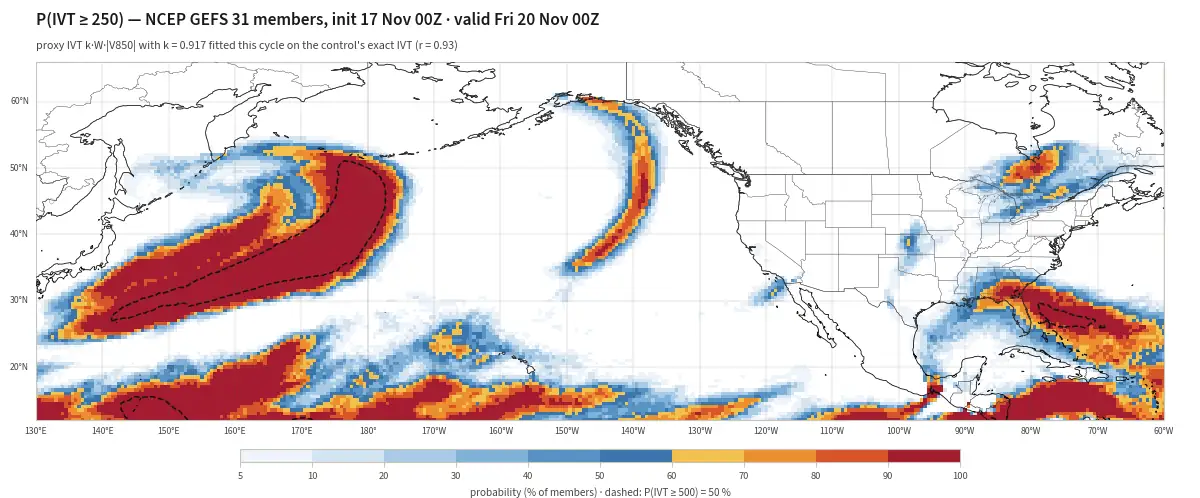 P(IVT ≥ 250) — NCEP GEFS 31 members, init 17 Nov 00Z · valid Fri 20 Nov 00Z
proxy IVT k·W·|V850| with k = 0.917 fitted this cycle on the control's exact IVT (r = 0.93)
60°N
50°N
40°N
30°N
20°N
130°E 140°E 150°E 160°E 170°E 180° 170°W 160°W 150°W 140°W 130°W 120°W 110°W 100°W 90°W 80°W 70°W 60°W
5 10 20 30 40 50 60 70 80 90 100
probability (% of members) · dashed: P(IVT ≥ 500) = 50 %